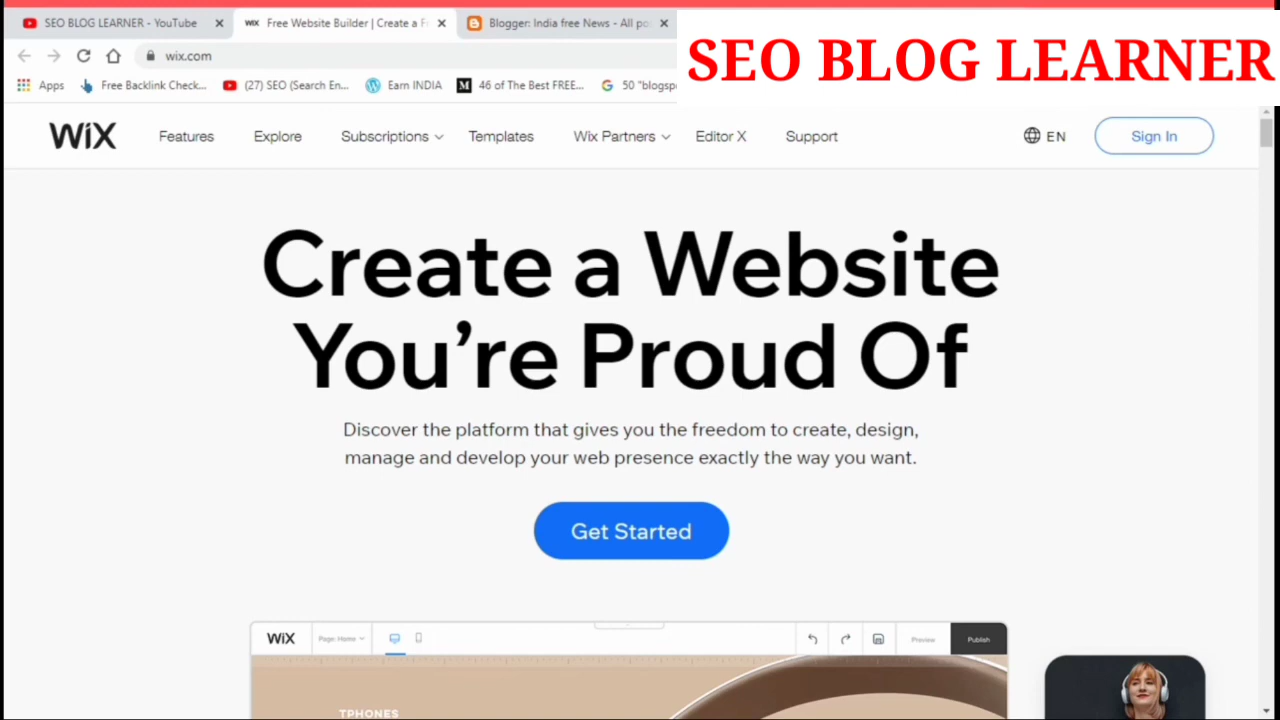 SEO BLOG LEARNER - YouTube
WiX Free Website Builder | Create a Fr
Blogger: India free News - All po
SEO BLOG LEARNER
wix.com
Apps
Free Backlink Check...
(27) SEO (Search En...
Earn INDIA
M 46 of The Best FREE...
G 50 "blogsp
WiX
Features
Explore
Subscriptions
Templates
Wix Partners
Editor X
Support
EN
Sign In
Create a Website
You're Proud Of
Discover the platform that gives you the freedom to create, design,
manage and develop your web presence exactly the way you want.
Get Started
WiX
Page: Home
Preview
Publish
TPHONES